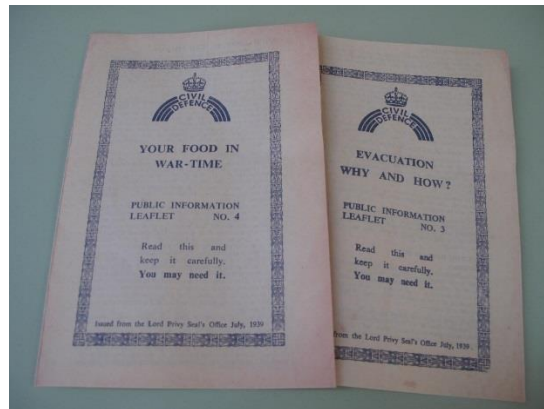 CIVIL
DEFENCE
YOUR FOOD IN
WAR-TIME
PUBLIC INFORMATION
LEAFLET NO. 4
Read this and
keep it carefully.
You may need it.
Issued from the Lord Privy Seal's Office July, 1939
CIVIL
DEFENCE
EVACUATION
WHY AND HOW?
PUBLIC INFORMATION
LEAFLET NO. 3
Read this and
keep it carefully.
You may need it.
from the Lord Privy Seal's Office July, 1939